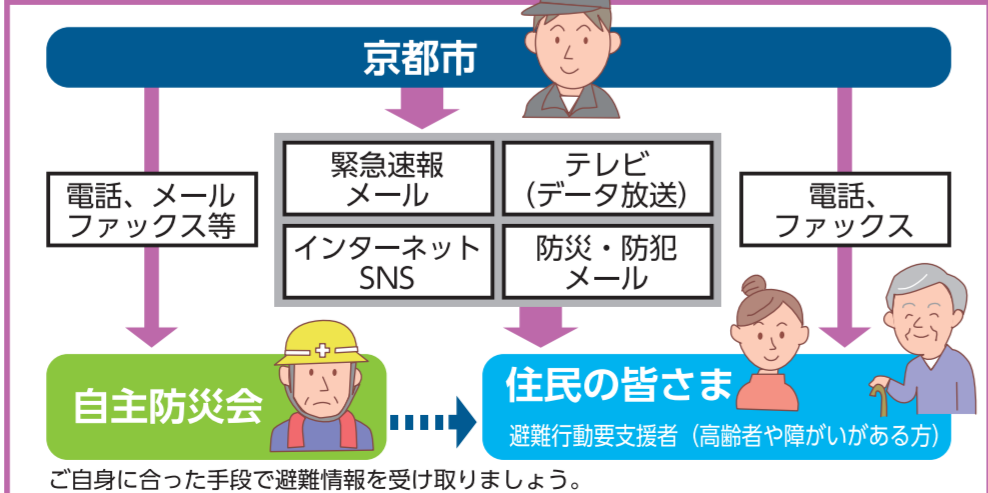 京都市
電話、メール
ファックス等
緊急速報
メール
テレビ
（データ放送）
インターネット
SNS
防災・防犯
メール
電話、
ファックス
自主防災会
住民の皆さま
避難行動要支援者（高齢者や障がいがある方）
ご自身に合った手段で避難情報を受け取りましょう。